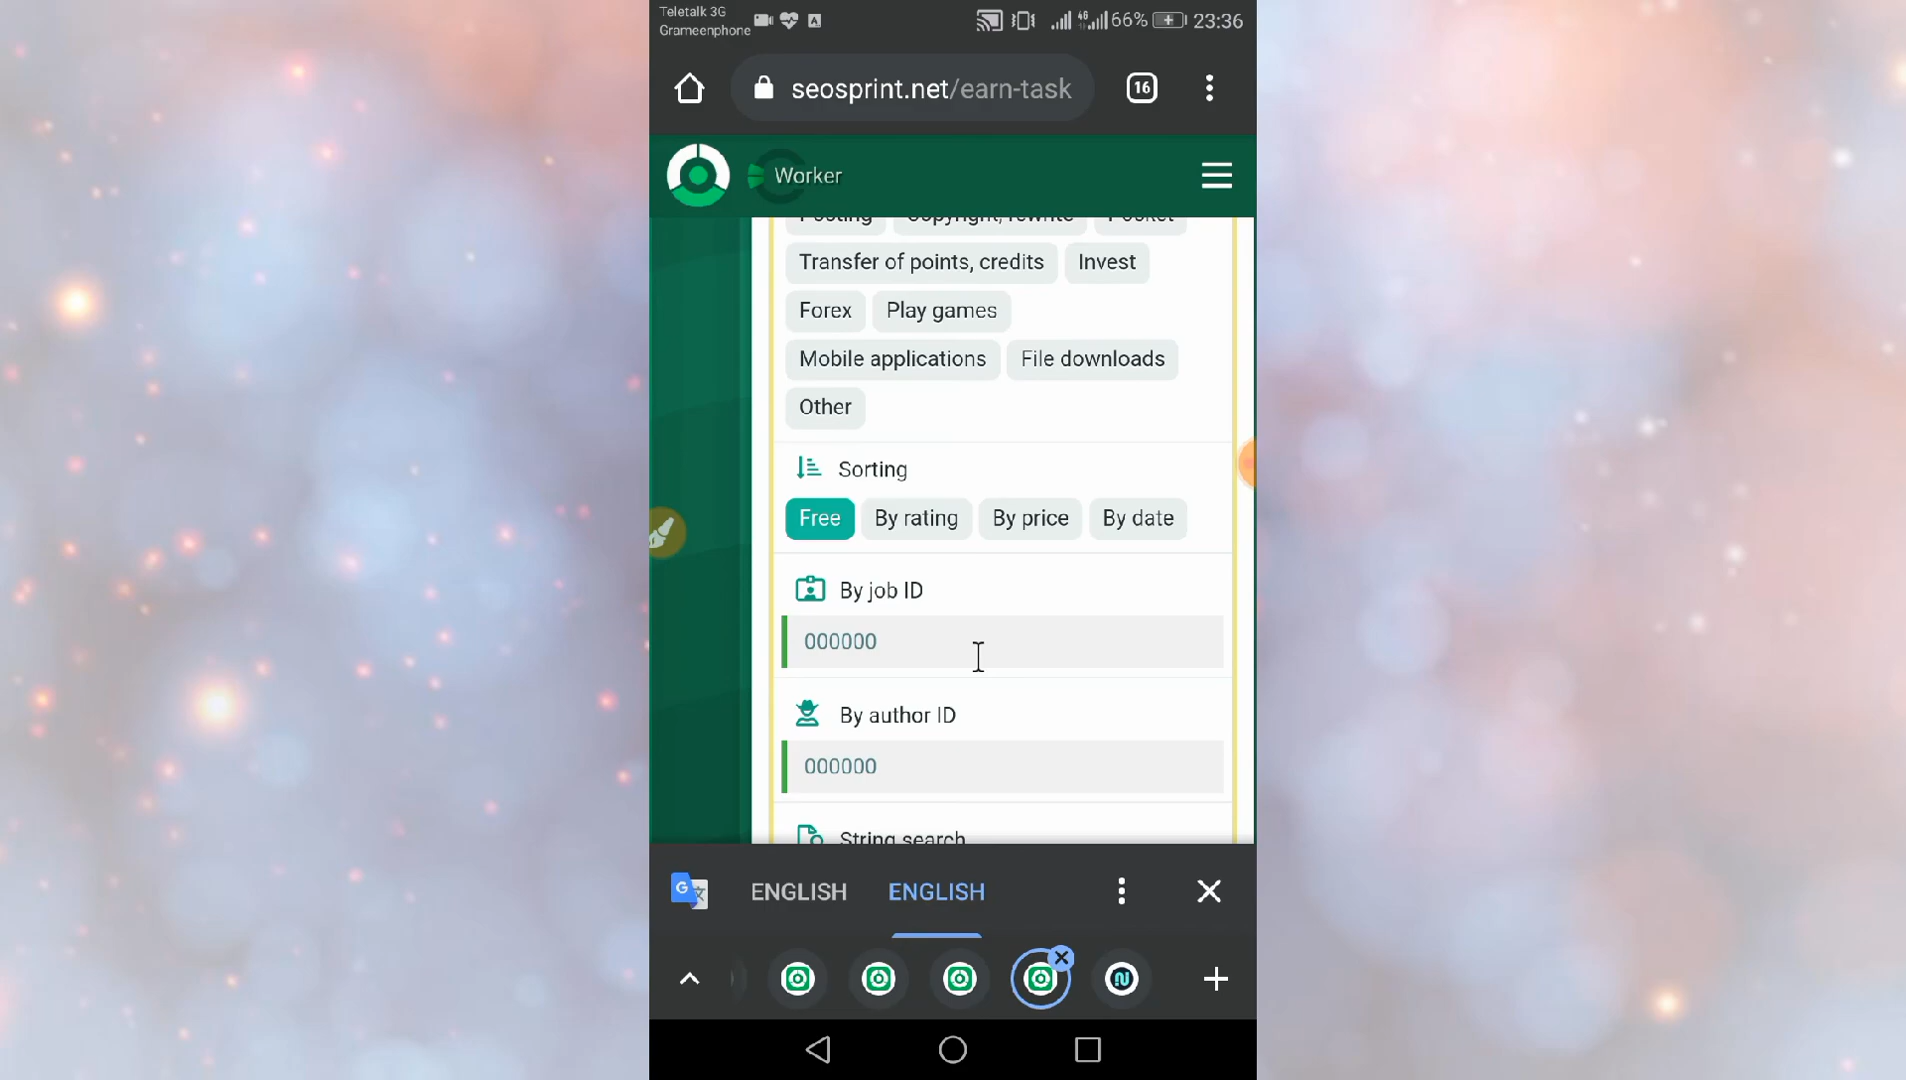 Teletalk 3G
Grameenphone
A
4G
66%
23:36
seosprint.net/earn-task
16
Worker
Posting Copyright, rewrite Pocket
Transfer of points, credits Invest
Forex Play games
Mobile applications File downloads
Other
Sorting
Free By rating By price By date
By job ID
000000
By author ID
000000
String search
G
ENGLISH ENGLISH